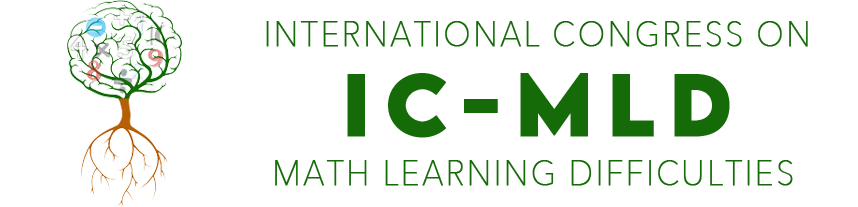 INTERNATIONAL CONGRESS ON
IC-MLD
MATH LEARNING DIFFICULTIES